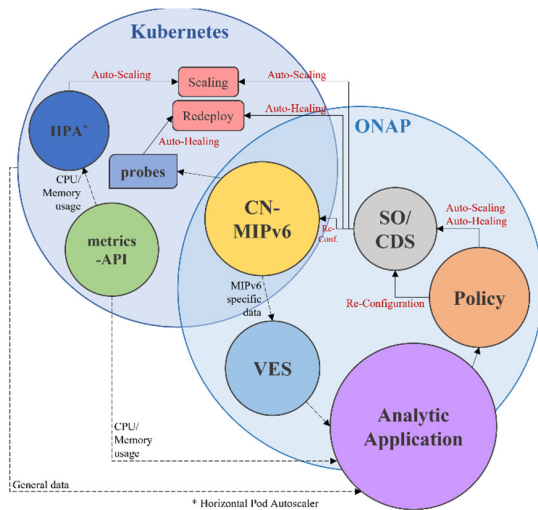 Kubernetes
Auto-Scaling
Scaling
Auto-Scaling
HPA*
Redeploy
Auto-Healing
Auto-Healing
ONAP
probes
CPU/
Memory
usage
CN-
MIPv6
SO/
CDS
Auto-Scaling
Auto-Healing
Re-
Conf.
metrics
-API
MIPv6
specific
data
Re-Configuration
Policy
VES
Analytic
Application
CPU/
Memory
usage
General data
* Horizontal Pod Autoscaler